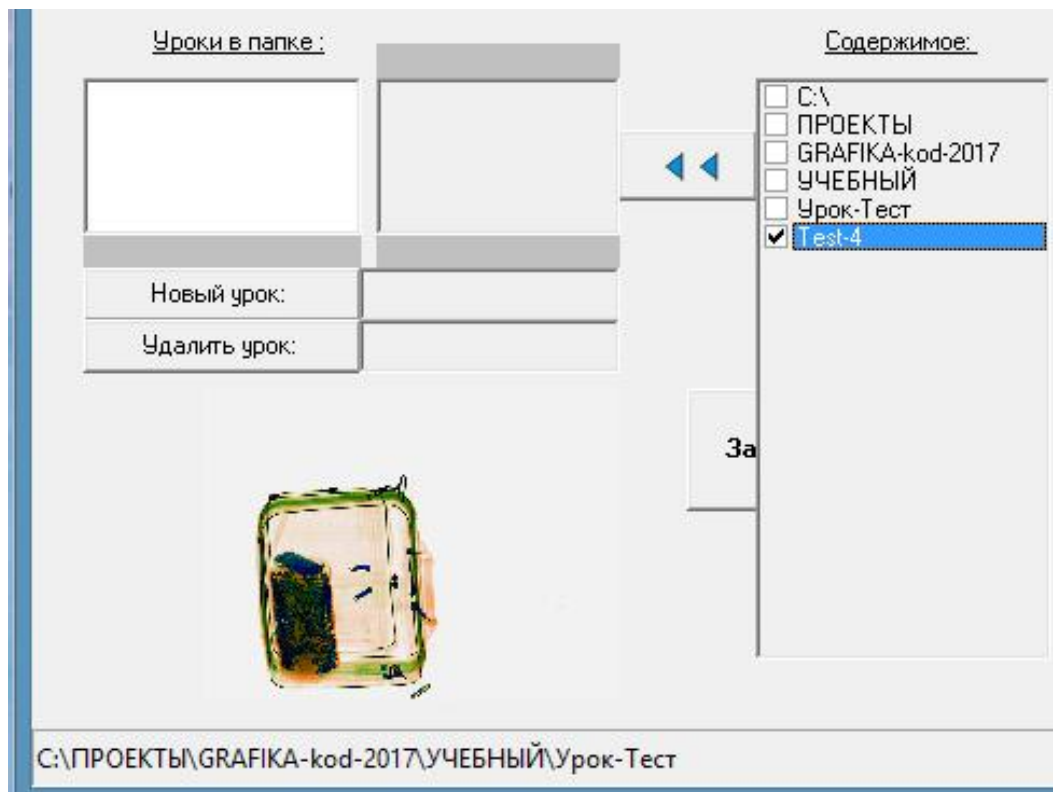 Уроки в папке :
Содержимое:
C:\
ПРОЕКТЫ
GRAFIKA-kod-2017
УЧЕБНЫЙ
Урок-Тест
Test-4
Новый урок:
Удалить урок:
За
C:\ПРОЕКТЫ\GRAFIKA-kod-2017\УЧЕБНЫЙ\Урок-Тест